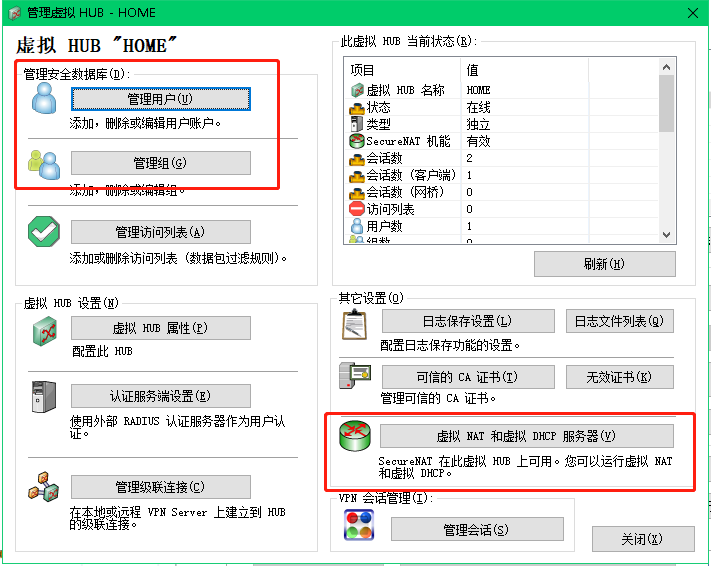 管理虚拟 HUB - HOME
虚拟 HUB "HOME"
管理安全数据库(D):
管理用户(U)
添加，删除或编辑用户账户。
管理组(G)
添加，删除或编辑组。
管理访问列表(A)
添加或删除访问列表 (数据包过滤规则)。
此虚拟 HUB 当前状态(R):
项目 值
虚拟 HUB 名称 HOME
状态 在线
类型 独立
SecureNAT 机能 有效
会话数 2
会话数 (客户端) 1
会话数 (网桥) 0
访问列表 0
用户数 1
组数 0
刷新(H)
虚拟 HUB 设置(N)
虚拟 HUB 属性(P)
配置此 HUB
认证服务端设置(E)
使用外部 RADIUS 认证服务器作为用户认
证。
管理级联连接(C)
在本地或远程 VPN Server 上建立到 HUB
的级联连接。
其它设置(O)
日志保存设置(L)
日志文件列表(Q)
配置日志保存功能的设置。
可信的 CA 证书(T)
无效证书(K)
管理可信的 CA 证书。
虚拟 NAT 和虚拟 DHCP 服务器(V)
SecureNAT 在此虚拟 HUB 上可用。您可以运行虚拟 NAT
和虚拟 DHCP。
VPN 会话管理(I):
管理会话(S)
关闭(X)